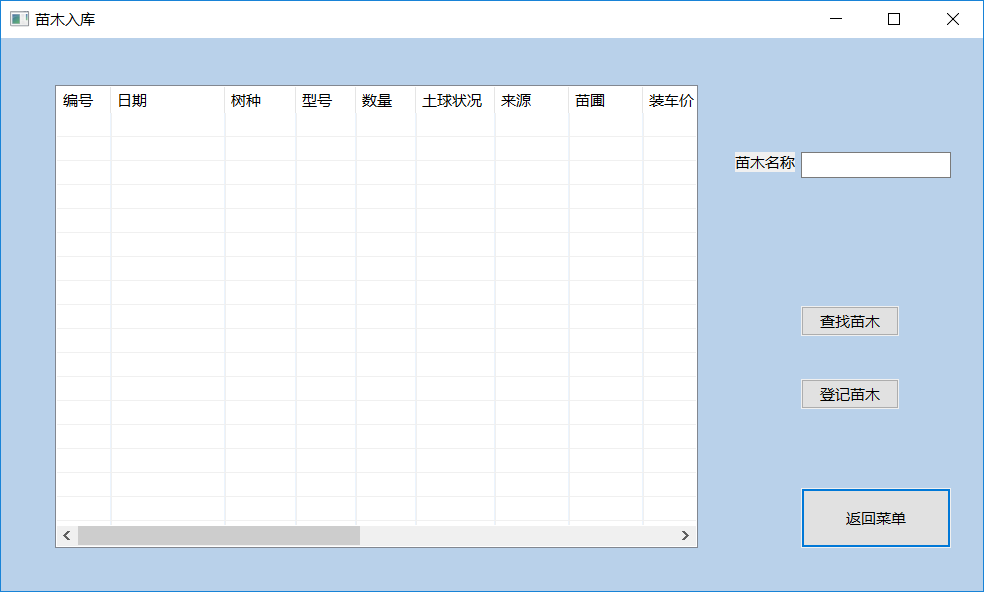 苗木入库
编号 日期 树种 型号 数量 土球状况 来源 苗圃 装车价
苗木名称
查找苗木
登记苗木
返回菜单